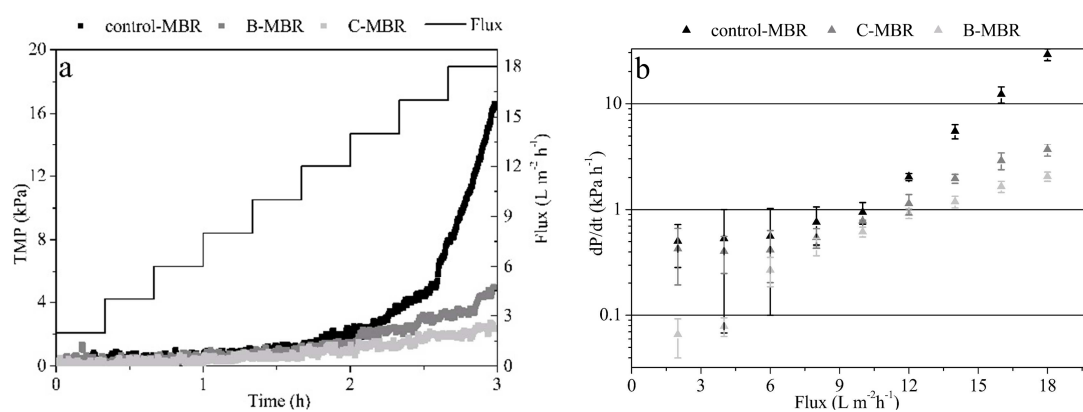 control-MBR B-MBR C-MBR Flux
a
20
16
12
8
4
0
TMP (kPa)
18
15
12
9
6
3
0
Flux (L m⁻² h⁻¹)
0 1 2 3
Time (h)
control-MBR C-MBR B-MBR
b
10
1
0.1
dP/dt (kPa h⁻¹)
0 3 6 9 12 15 18
Flux (L m⁻²h⁻¹)